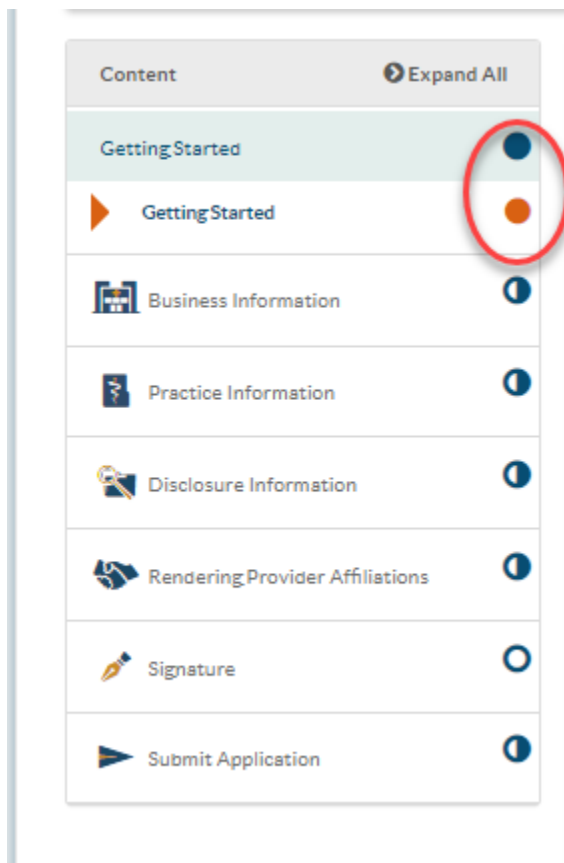 Content Expand All
Getting Started
Getting Started
Business Information
Practice Information
Disclosure Information
Rendering Provider Affiliations
Signature
Submit Application